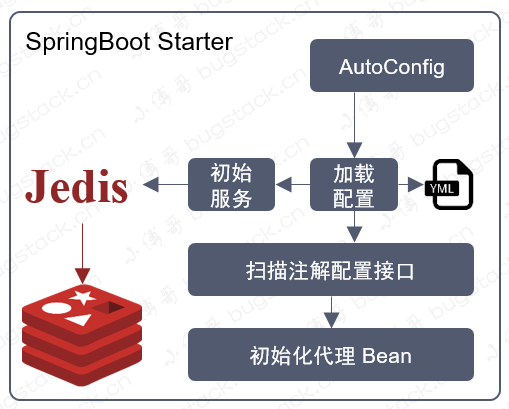 SpringBoot Starter
AutoConfig
Jedis
初始
服务
加载
配置
YML
扫描注解配置接口
初始化代理 Bean
小傅哥 bugstack.cn